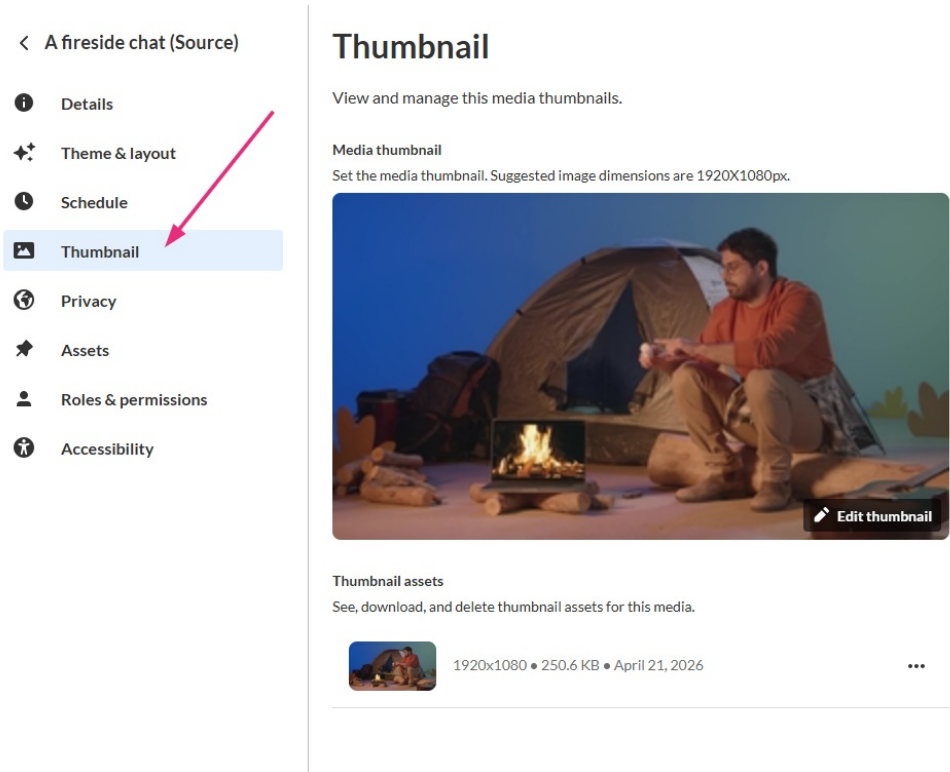 A fireside chat (Source)
Details
Theme & layout
Schedule
Thumbnail
Privacy
Assets
Roles & permissions
Accessibility
Thumbnail
View and manage this media thumbnails.
Media thumbnail
Set the media thumbnail. Suggested image dimensions are 1920X1080px.
Edit thumbnail
Thumbnail assets
See, download, and delete thumbnail assets for this media.
1920x1080 • 250.6 KB • April 21, 2026